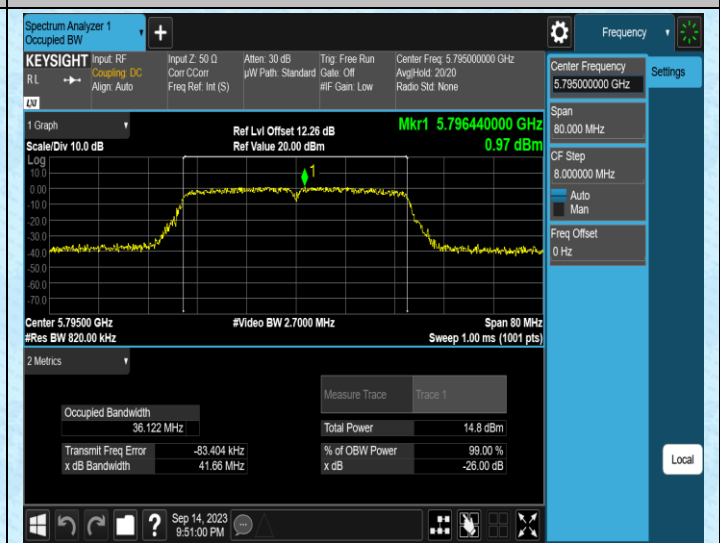 Spectrum Analyzer 1
Occupied BW
+
Frequency
KEYSIGHT
Input: RF
Coupling: DC
Align: Auto
R L
LXI
Input Z: 50 Ω
Corr CCorr
Freq Ref: Int (S)
Atten: 30 dB
µW Path: Standard
Trig: Free Run
Gate: Off
#IF Gain: Low
Center Freq: 5.795000000 GHz
Avg|Hold: 20/20
Radio Std: None
Center Frequency
5.795000000 GHz
Settings
Span
80.000 MHz
CF Step
8.000000 MHz
Auto
Man
Freq Offset
0 Hz
1 Graph
Scale/Div 10.0 dB
Ref Lvl Offset 12.26 dB
Ref Value 20.00 dBm
Mkr1 5.796440000 GHz
0.97 dBm
Log
10.0
0.00
-10.0
-20.0
-30.0
-40.0
-50.0
-60.0
-70.0
1
Center 5.79500 GHz
#Res BW 820.00 kHz
#Video BW 2.7000 MHz
Span 80 MHz
Sweep 1.00 ms (1001 pts)
2 Metrics
Measure Trace
Trace 1
Occupied Bandwidth
36.122 MHz
Total Power
14.8 dBm
Transmit Freq Error
-83.404 kHz
% of OBW Power
99.00 %
x dB Bandwidth
41.66 MHz
x dB
-26.00 dB
Local
?
Sep 14, 2023
9:51:00 PM